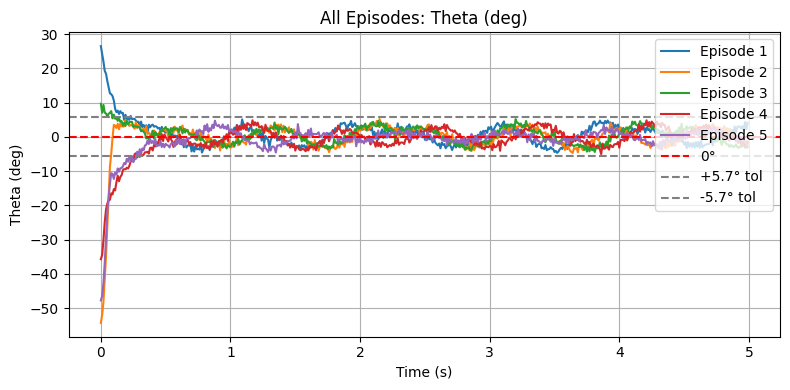 All Episodes: Theta (deg)
Theta (deg)
30
20
10
0
−10
−20
−30
−40
−50
0
1
2
3
4
5
Time (s)
Episode 1
Episode 2
Episode 3
Episode 4
Episode 5
0°
+5.7° tol
-5.7° tol